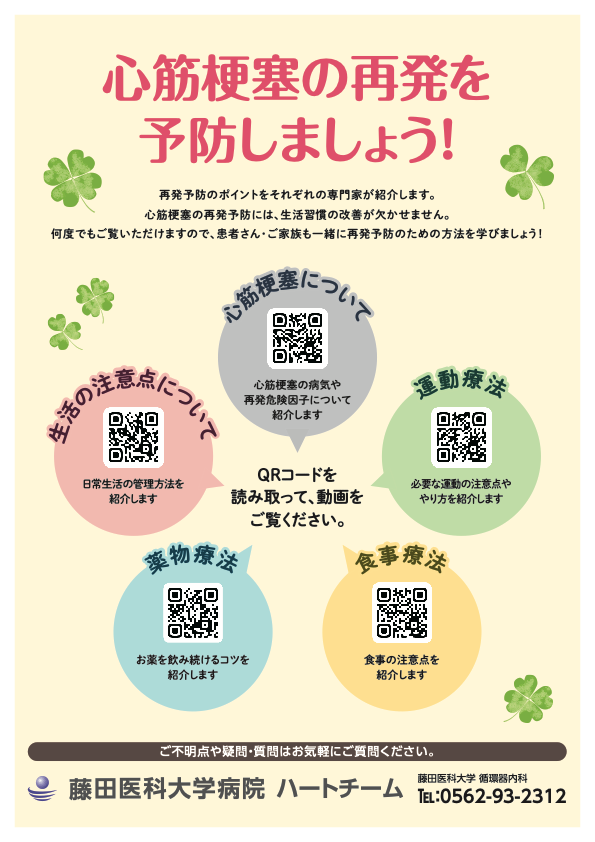 心筋梗塞の再発を
予防しましょう!
再発予防のポイントをそれぞれの専門家が紹介します。
心筋梗塞の再発予防には、生活習慣の改善が欠かせません。
何度でもご覧いただけますので、患者さん・ご家族も一緒に再発予防のための方法を学びましょう!
心筋梗塞について
心筋梗塞の病気や
再発危険因子について
紹介します
生活の注意点について
日常生活の管理方法を
紹介します
運動療法
必要な運動の注意点や
やり方を紹介します
QRコードを
読み取って、動画を
ご覧ください。
薬物療法
お薬を飲み続けるコツを
紹介します
食事療法
食事の注意点を
紹介します
ご不明点や疑問・質問はお気軽にご質問ください。
藤田医科大学病院 ハートチーム
藤田医科大学 循環器内科
TEL:0562-93-2312